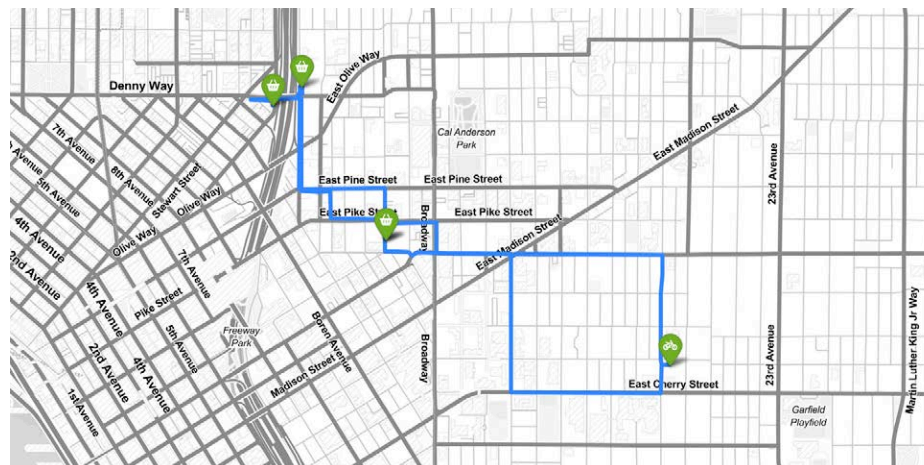 Denny Way
East Olive Way
7th Avenue
8th Avenue
Stewart Street
Olive Way
5th Avenue
4th Avenue
2nd Avenue
Olive Way
Cal Anderson
Park
East Madison Street
East Pine Street
East Pine Street
East Pike Street
East Pike Street
Broadway
East Madison Street
23rd Avenue
7th Avenue
4th Avenue
Pike Street
5th Avenue
2nd Avenue
4th Avenue
1st Avenue
Freeway
Park
Boren Avenue
Madison Street
Broadway
23rd Avenue
Martin Luther King Jr Way
East Cherry Street
Garfield
Playfield